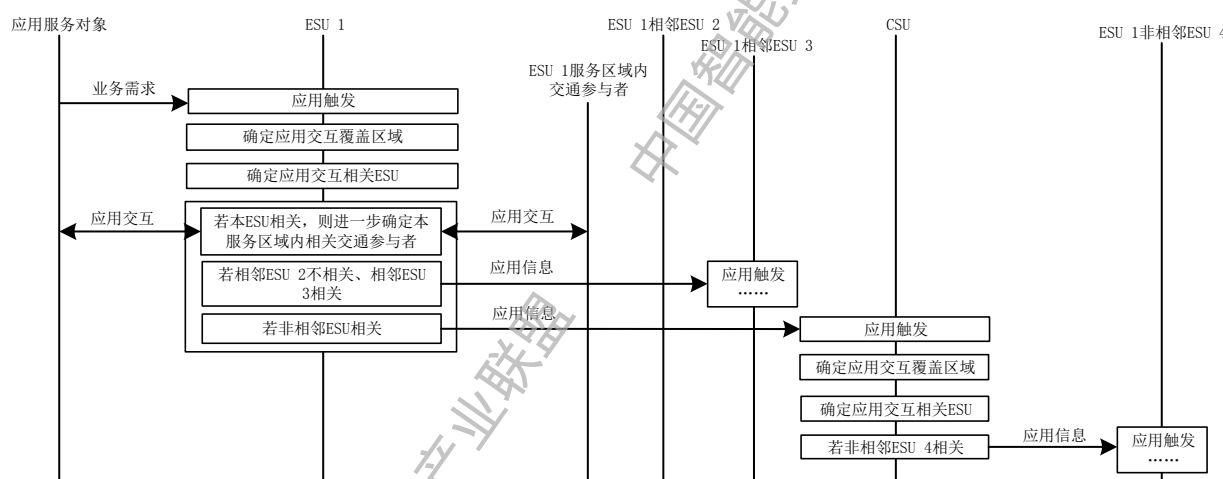 应用服务对象
ESU 1
ESU 1相邻ESU 2
ESU 1相邻ESU 3
CSU
ESU 1非相邻ESU 4
ESU 1服务区域内
交通参与者
业务需求
应用触发
确定应用交互覆盖区域
确定应用交互相关ESU
应用交互
若本ESU相关，则进一步确定本
服务区域内相关交通参与者
应用交互
若相邻ESU 2不相关、相邻ESU
3相关
应用信息
应用触发
……
若非相邻ESU相关
应用信息
应用触发
确定应用交互覆盖区域
确定应用交互相关ESU
若非相邻ESU 4相关
应用信息
应用触发
……
中国智能
产业联盟